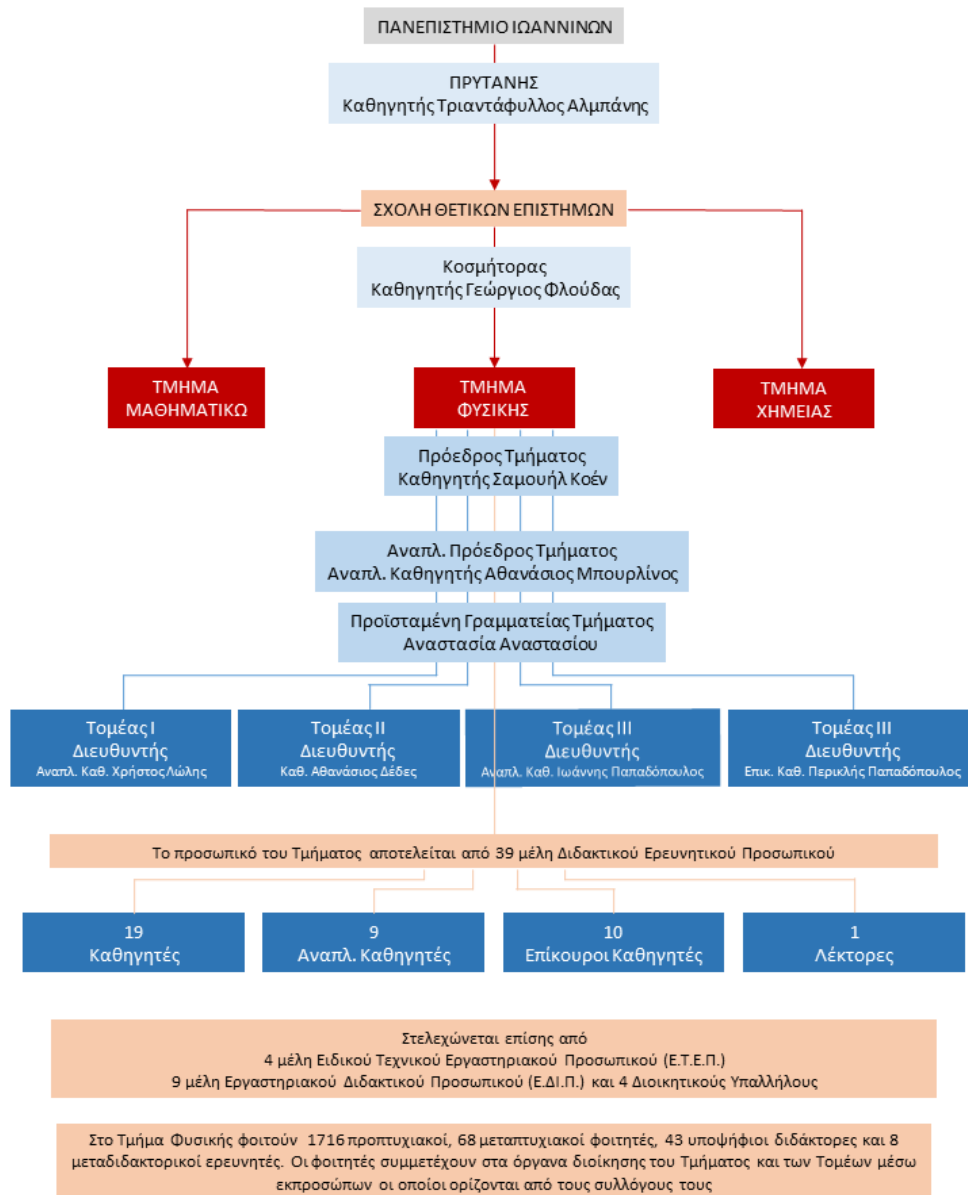 ΠΑΝΕΠΙΣΤΗΜΙΟ ΙΩΑΝΝΙΝΩΝ
ΠΡΥΤΑΝΗΣ
Καθηγητής Τριαντάφυλλος Αλμπάνης
ΣΧΟΛΗ ΘΕΤΙΚΩΝ ΕΠΙΣΤΗΜΩΝ
Κοσμήτορας
Καθηγητής Γεώργιος Φλούδας
ΤΜΗΜΑ
ΜΑΘΗΜΑΤΙΚΩ
ΤΜΗΜΑ
ΦΥΣΙΚΗΣ
ΤΜΗΜΑ
ΧΗΜΕΙΑΣ
Πρόεδρος Τμήματος
Καθηγητής Σαμουήλ Κοέν
Αναπλ. Πρόεδρος Τμήματος
Αναπλ. Καθηγητής Αθανάσιος Μπουρλίνος
Προϊσταμένη Γραμματείας Τμήματος
Αναστασία Αναστασίου
Τομέας Ι
Διευθυντής
Αναπλ. Καθ. Χρήστος Λώλης
Τομέας ΙΙ
Διευθυντής
Καθ. Αθανάσιος Δέδες
Τομέας ΙΙΙ
Διευθυντής
Αναπλ. Καθ. Ιωάννης Παπαδόπουλος
Τομέας ΙΙΙ
Διευθυντής
Επικ. Καθ. Περικλής Παπαδόπουλος
Το προσωπικό του Τμήματος αποτελείται από 39 μέλη Διδακτικού Ερευνητικού Προσωπικού
19
Καθηγητές
9
Αναπλ. Καθηγητές
10
Επίκουροι Καθηγητές
1
Λέκτορες
Στελεχώνεται επίσης από
4 μέλη Ειδικού Τεχνικού Εργαστηριακού Προσωπικού (Ε.Τ.Ε.Π.)
9 μέλη Εργαστηριακού Διδακτικού Προσωπικού (Ε.ΔΙ.Π.) και 4 Διοικητικούς Υπαλλήλους
Στο Τμήμα Φυσικής φοιτούν 1716 προπτυχιακοί, 68 μεταπτυχιακοί φοιτητές, 43 υποψήφιοι διδάκτορες και 8
μεταδιδακτορικοί ερευνητές. Οι φοιτητές συμμετέχουν στα όργανα διοίκησης του Τμήματος και των Τομέων μέσω
εκπροσώπων οι οποίοι ορίζονται από τους συλλόγους τους